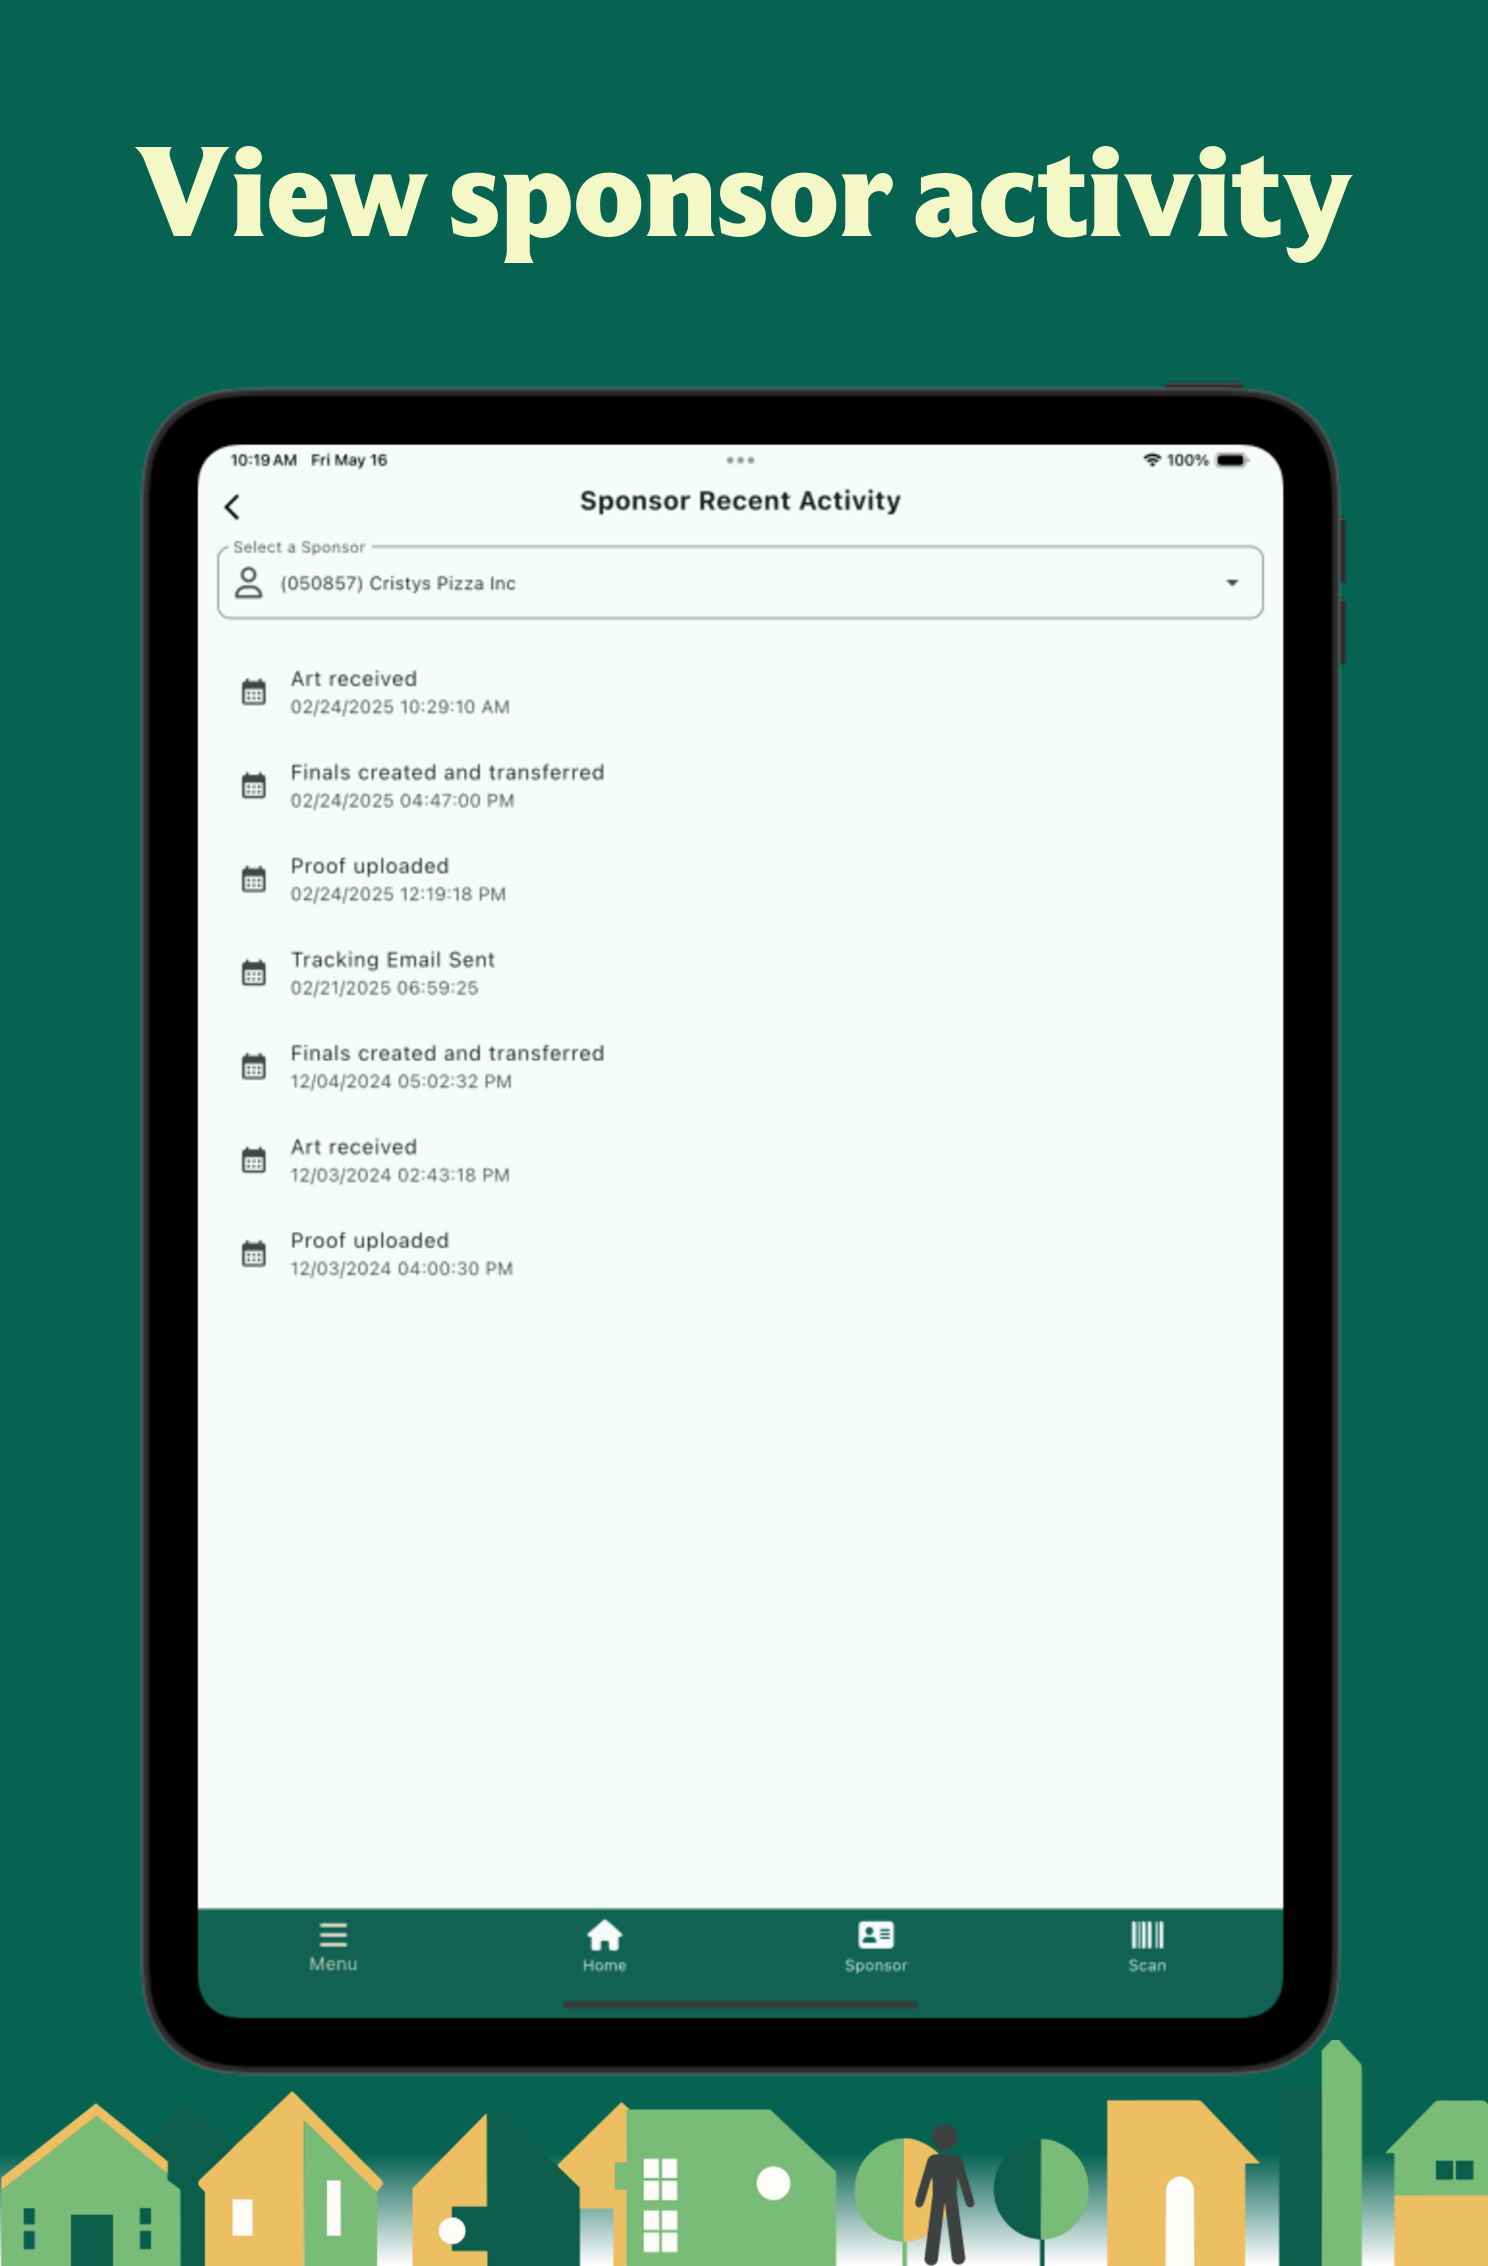 View sponsor activity
10:19 AM Fri May 16
100%
Sponsor Recent Activity
Select a Sponsor
(050857) Cristys Pizza Inc
Art received
02/24/2025 10:29:10 AM
Finals created and transferred
02/24/2025 04:47:00 PM
Proof uploaded
02/24/2025 12:19:18 PM
Tracking Email Sent
02/21/2025 06:59:25
Finals created and transferred
12/04/2024 05:02:32 PM
Art received
12/03/2024 02:43:18 PM
Proof uploaded
12/03/2024 04:00:30 PM
Menu
Home
Sponsor
Scan